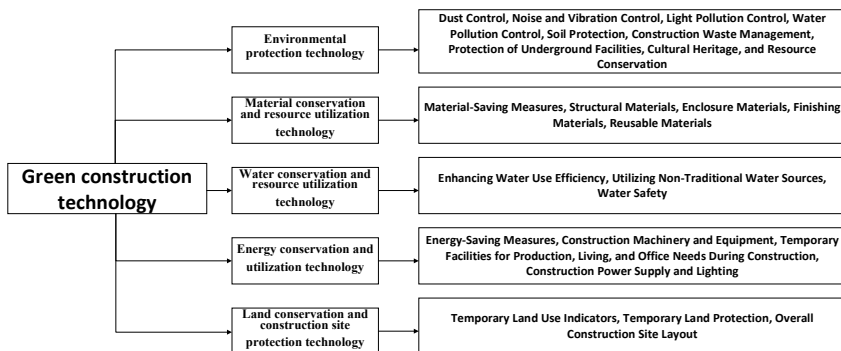 Green construction
technology
Environmental
protection technology
Dust Control, Noise and Vibration Control, Light Pollution Control, Water
Pollution Control, Soil Protection, Construction Waste Management,
Protection of Underground Facilities, Cultural Heritage, and Resource
Conservation
Material conservation
and resource utilization
technology
Material-Saving Measures, Structural Materials, Enclosure Materials, Finishing
Materials, Reusable Materials
Water conservation and
resource utilization
technology
Enhancing Water Use Efficiency, Utilizing Non-Traditional Water Sources,
Water Safety
Energy conservation and
utilization technology
Energy-Saving Measures, Construction Machinery and Equipment, Temporary
Facilities for Production, Living, and Office Needs During Construction,
Construction Power Supply and Lighting
Land conservation and
construction site
protection technology
Temporary Land Use Indicators, Temporary Land Protection, Overall
Construction Site Layout